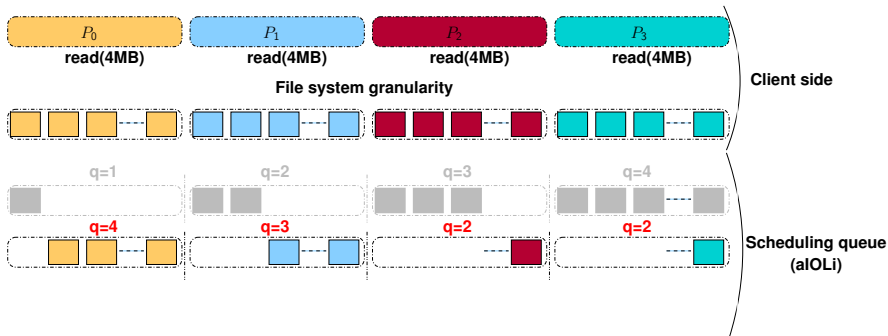 P0 P1 P2 P3
read(4MB) read(4MB) read(4MB) read(4MB)
File system granularity
Client side
q=1 q=2 q=3 q=4
q=4 q=3 q=2 q=2
Scheduling queue
(aIOLi)